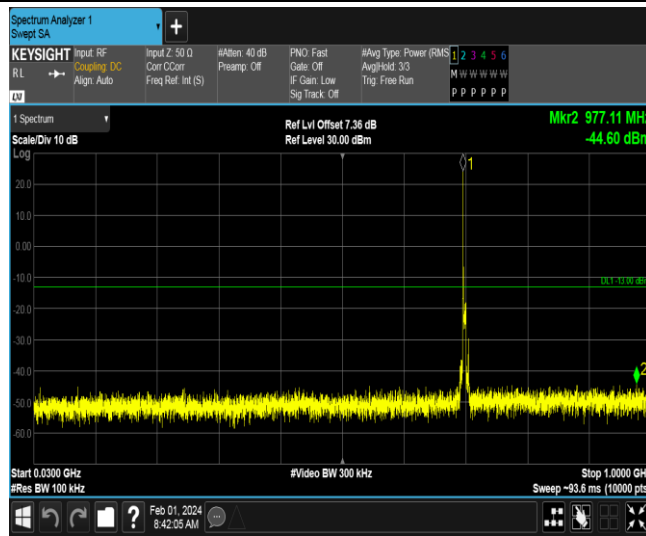 Spectrum Analyzer 1
Swept SA
KEYSIGHT
RL
LXI
Input: RF
Coupling: DC
Align: Auto
Input Z: 50 Ω
Corr CCorr
Freq Ref: Int (S)
#Atten: 40 dB
Preamp: Off
PNO: Fast
Gate: Off
IF Gain: Low
Sig Track: Off
#Avg Type: Power (RMS
Avg|Hold: 3/3
Trig: Free Run
1 2 3 4 5 6
M W W W W W
P P P P P P
1 Spectrum
Scale/Div 10 dB
Log
Ref Lvl Offset 7.36 dB
Ref Level 30.00 dBm
Mkr2 977.11 MHz
-44.60 dBm
1
20.0
10.0
0.00
-10.0
DL1 -13.00 dBm
-20.0
-30.0
-40.0
2
-50.0
-60.0
Start 0.0300 GHz
#Res BW 100 kHz
#Video BW 300 kHz
Stop 1.0000 GH
Sweep ~93.6 ms (10000 pts
?
Feb 01, 2024
8:42:05 AM